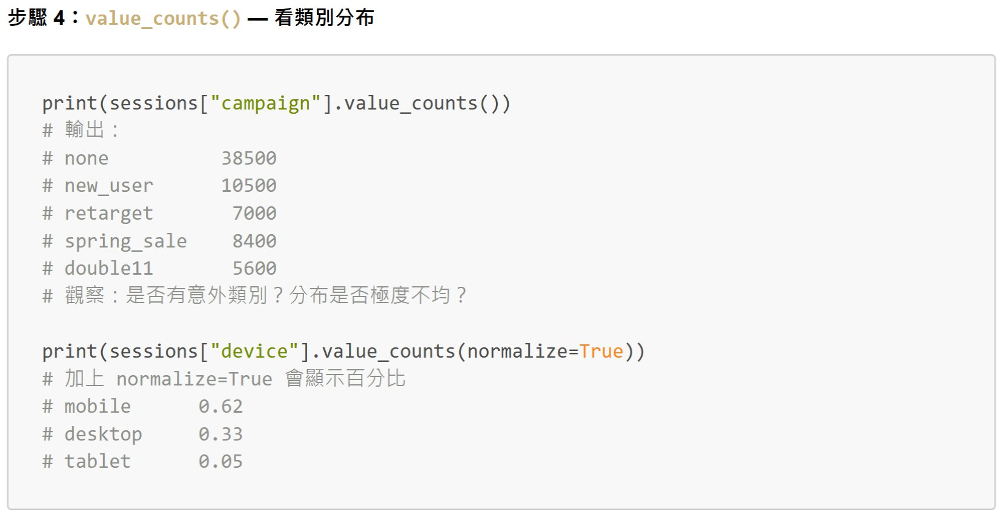 步驟 4：value_counts() — 看類別分布
print(sessions["campaign"].value_counts())
# 輸出：
# none          38500
# new_user      10500
# retarget       7000
# spring_sale    8400
# double11       5600
# 觀察：是否有意外類別？分布是否極度不均？
print(sessions["device"].value_counts(normalize=True))
# 加上 normalize=True 會顯示百分比
# mobile      0.62
# desktop     0.33
# tablet      0.05